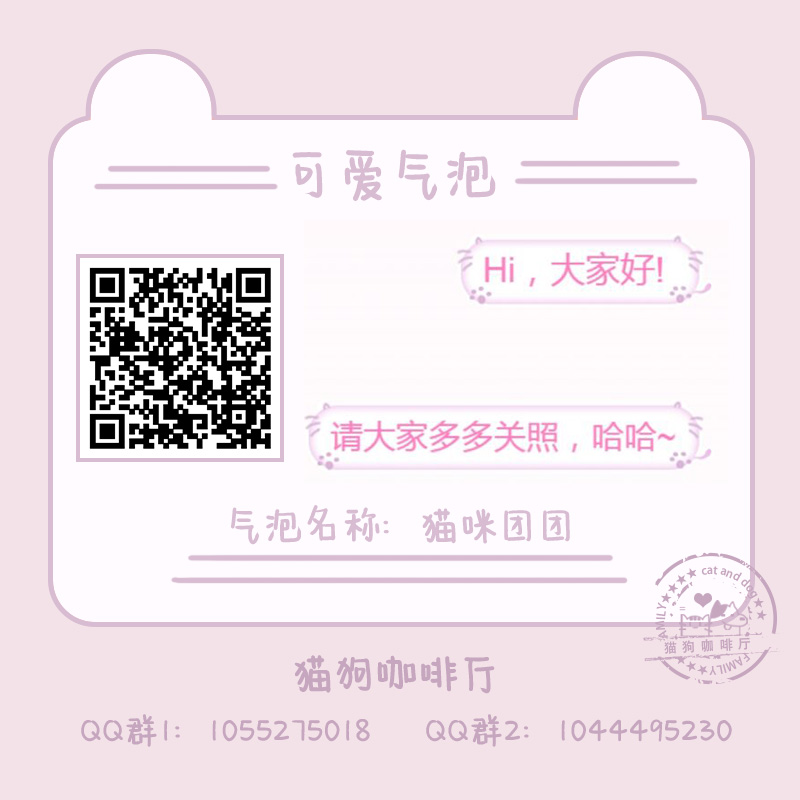 可爱气泡
Hi，大家好!
请大家多多关照，哈哈~
气泡名称: 猫咪团团
cat and dog
FAMILY
猫狗咖啡厅
FAMILY
猫狗咖啡厅
QQ群1: 1055275018 QQ群2: 1044495230